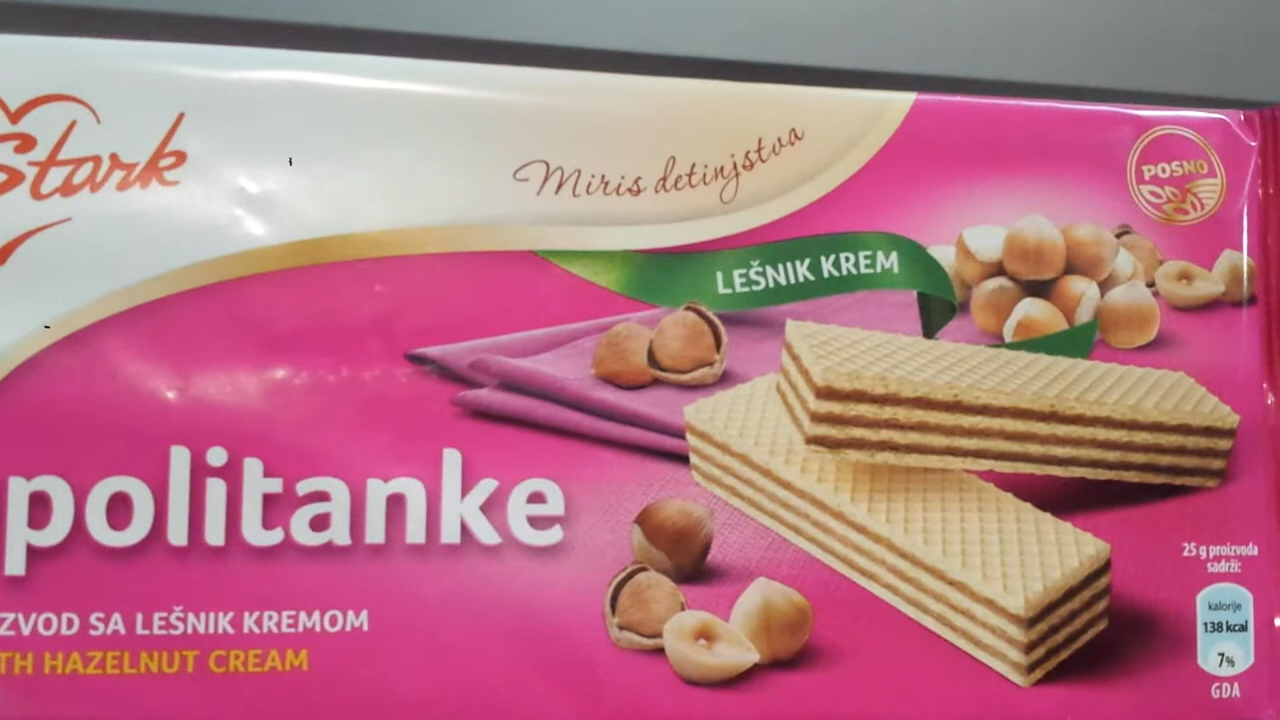 Stark
Miris detinjstva
POSNO
LEŠNIK KREM
politanke
ZVOD SA LEŠNIK KREMOM
TH HAZELNUT CREAM
25 g proizvoda
sadrži:
kalorije
138 kcal
7%
GDA